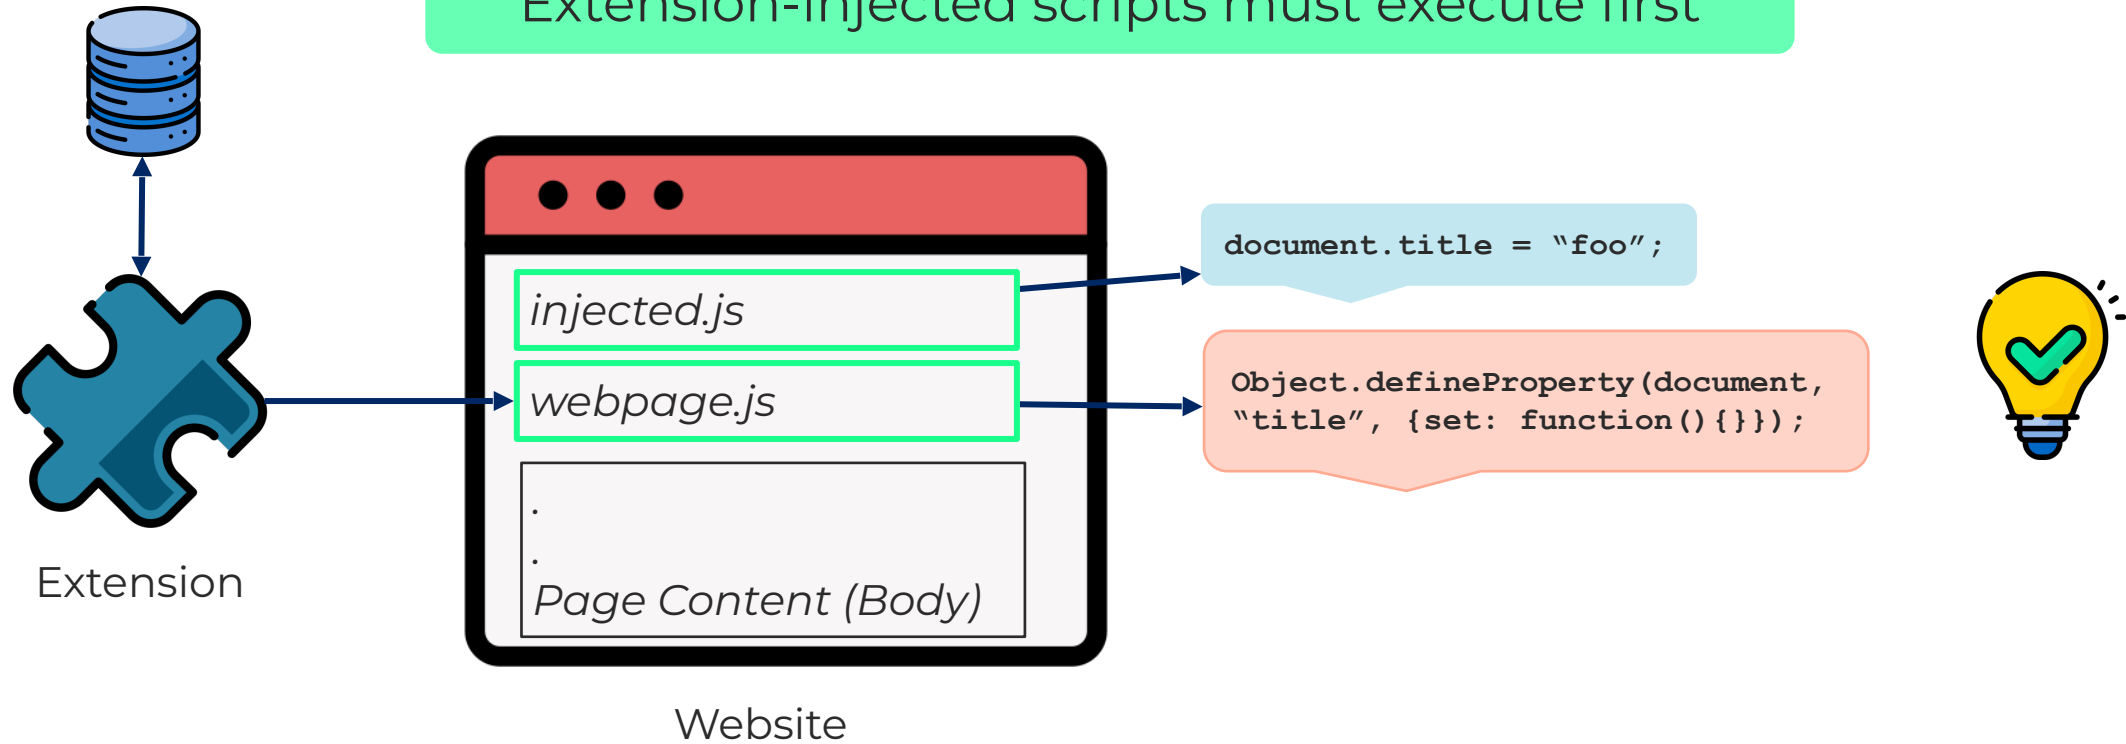 Extension-injected scripts must execute first
document.title = “foo”;
injected.js
Object.defineProperty(document,
“title”, {set: function(){}});
webpage.js
.
.
Page Content (Body)
Extension
Website